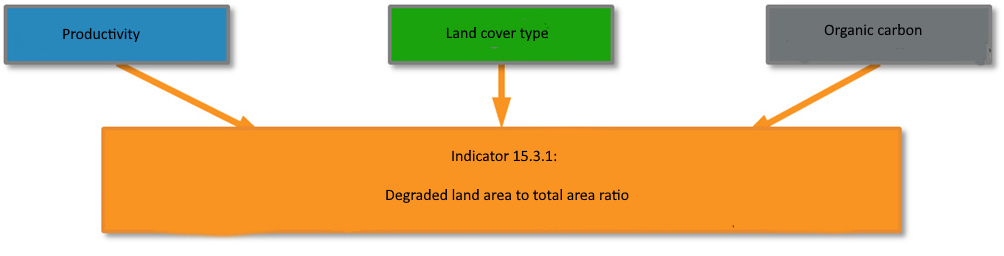 Productivity
Land cover type
Organic carbon
Indicator 15.3.1:
Degraded land area to total area ratio